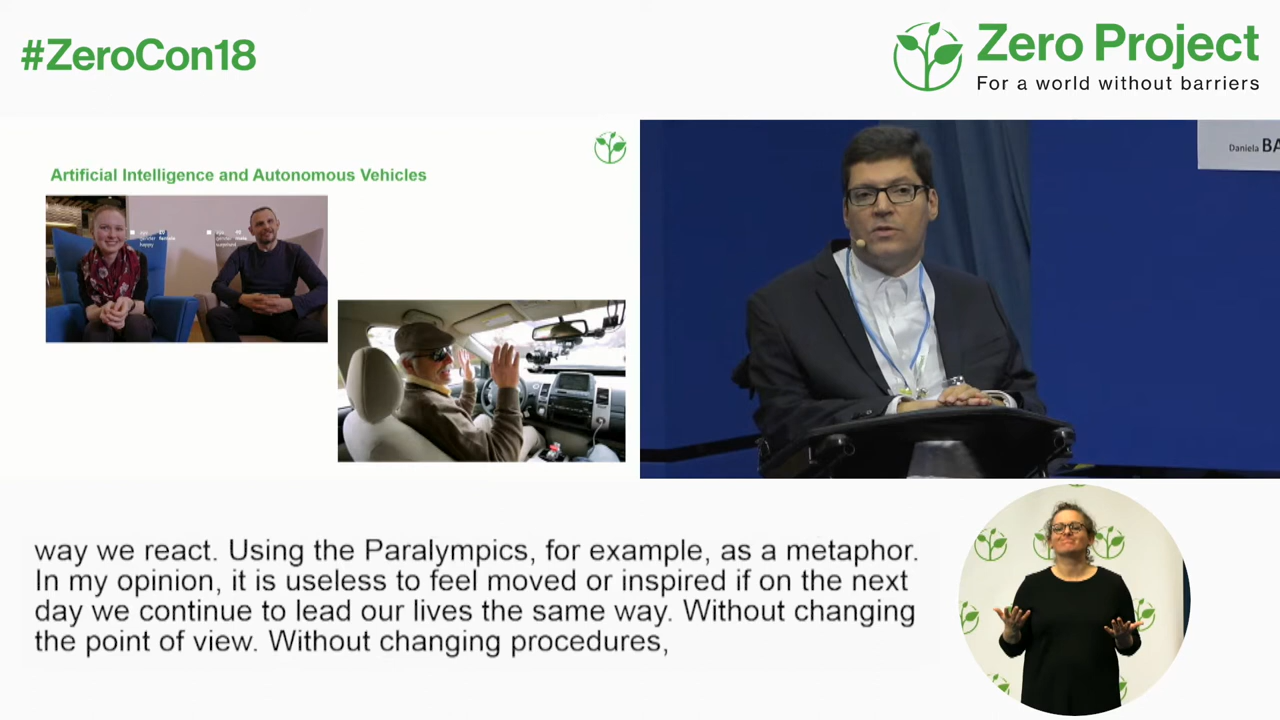 #ZeroCon18
Zero Project
For a world without barriers
Artificial Intelligence and Autonomous Vehicles
Daniela BA
way we react. Using the Paralympics, for example, as a metaphor.
In my opinion, it is useless to feel moved or inspired if on the next
day we continue to lead our lives the same way. Without changing
the point of view. Without changing procedures,